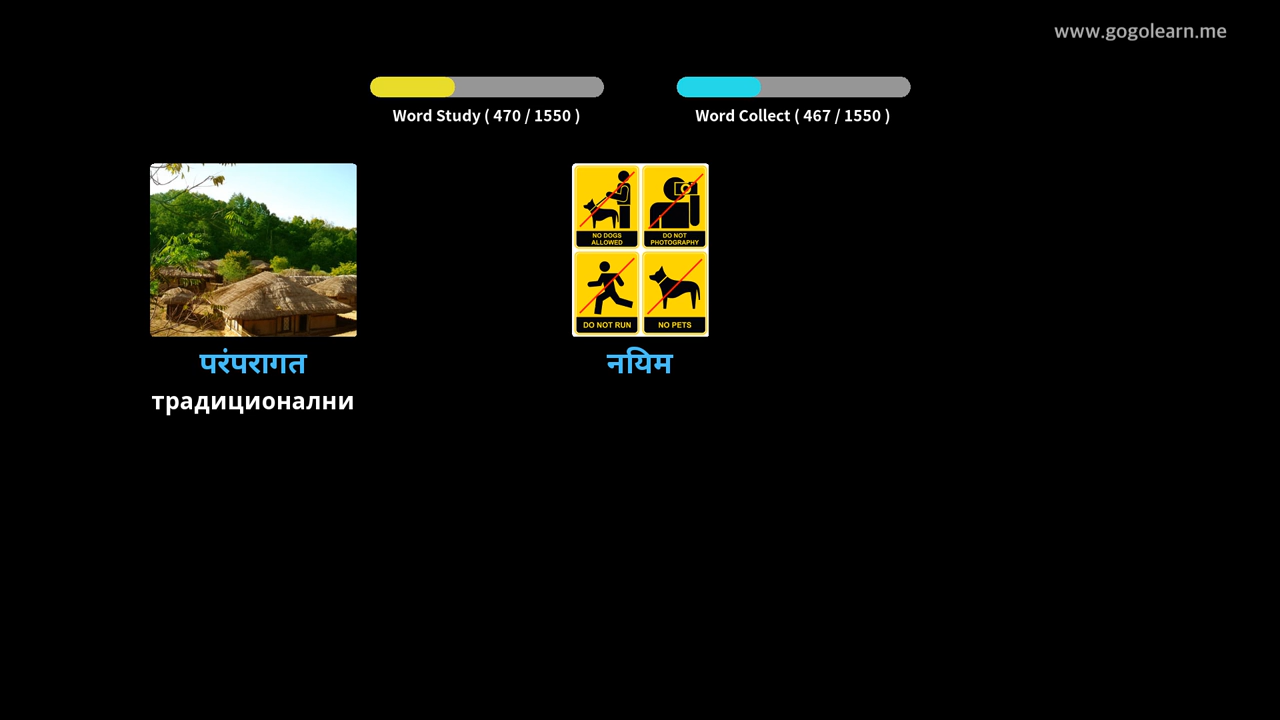 www.gogolearn.me
Word Study ( 470 / 1550 )
Word Collect ( 467 / 1550 )
NO DOGS
ALLOWED
DO NOT
PHOTOGRAPHY
DO NOT RUN
NO PETS
परंपरागत
नयिम
традиционални